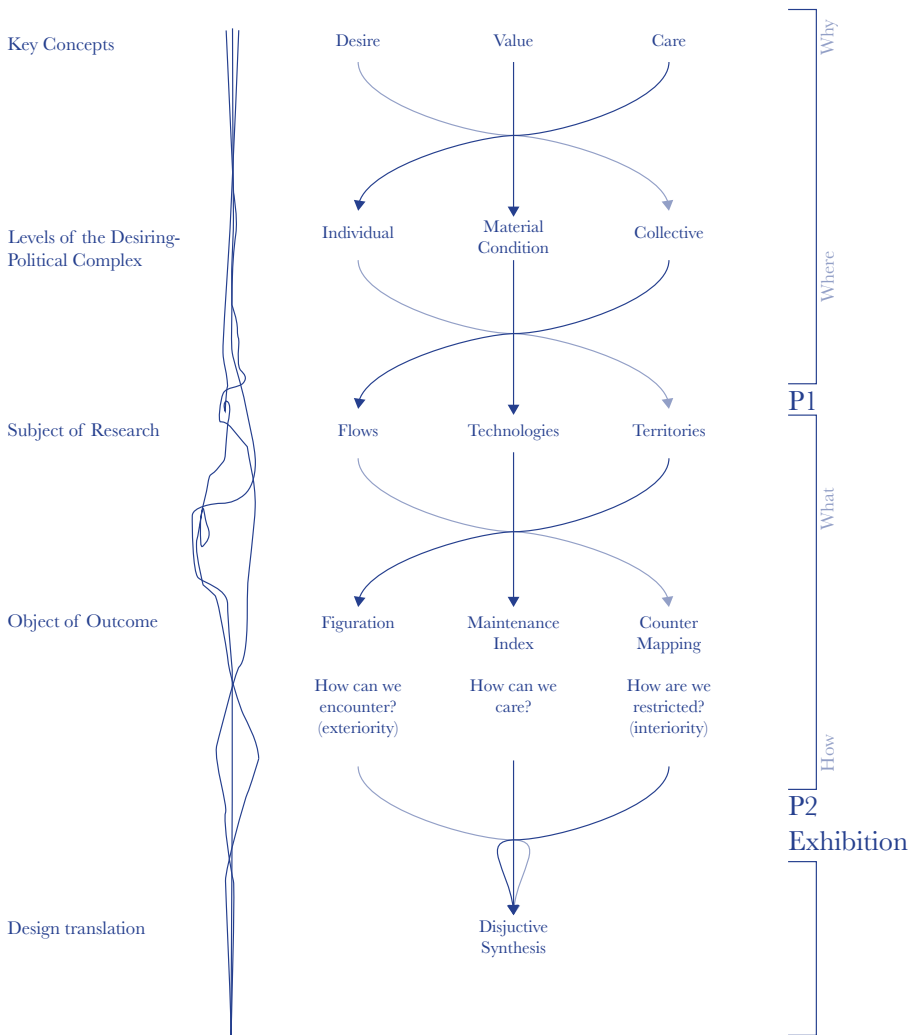 Key Concepts
Desire
Value
Care
Why
Levels of the Desiring-
Political Complex
Individual
Material
Condition
Collective
Where
P1
Subject of Research
Flows
Technologies
Territories
What
Object of Outcome
Figuration
Maintenance
Index
Counter
Mapping
How can we
encounter?
(exteriority)
How can we
care?
How are we
restricted?
(interiority)
How
P2
Exhibition
Design translation
Disjuctive
Synthesis